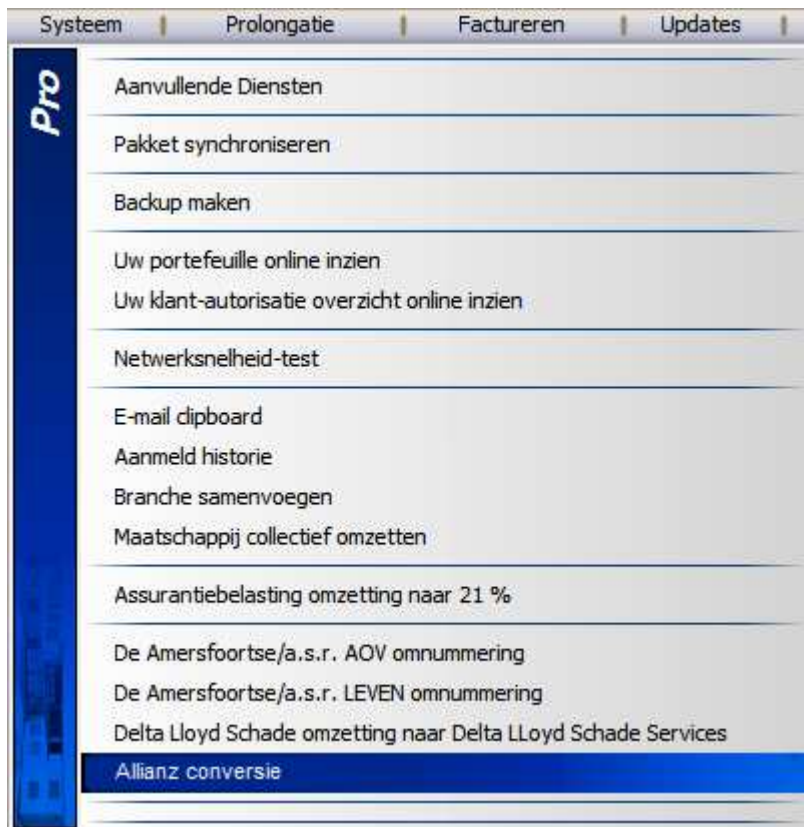 Systeem | Prolongatie | Factureren | Updates |
Pro
Aanvullende Diensten
Pakket synchroniseren
Backup maken
Uw portefeuille online inzien
Uw klant-autorisatie overzicht online inzien
Netwerksnelheid-test
E-mail clipboard
Aanmeld historie
Branche samenvoegen
Maatschappij collectief omzetten
Assurantiebelasting omzetting naar 21 %
De Amersfoortse/a.s.r. AOV omnummering
De Amersfoortse/a.s.r. LEVEN omnummering
Delta Lloyd Schade omzetting naar Delta LLoyd Schade Services
Allianz conversie